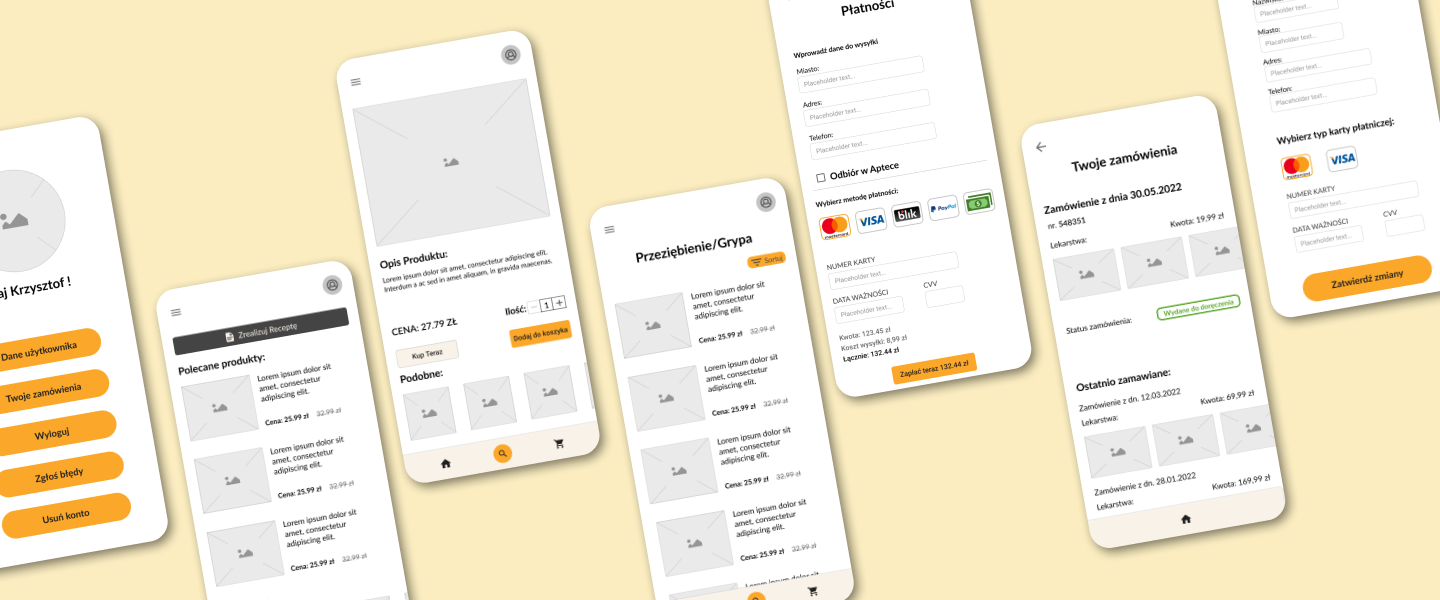 aj Krzysztof !
Dane użytkownika
Twoje zamówienia
Wyloguj
Zgłoś błędy
Usuń konto
Zrealizuj Receptę
Polecane produkty:
Lorem ipsum dolor sit
amet, consectetur
adipiscing elit.
Cena: 25.99 zł 32.99 zł
Lorem ipsum dolor sit
amet, consectetur
adipiscing elit.
Cena: 25.99 zł 32.99 zł
Lorem ipsum dolor sit
amet, consectetur
adipiscing elit.
Cena: 25.99 zł 32.99 zł
Opis Produktu:
Lorem ipsum dolor sit amet, consectetur adipiscing elit.
Interdum a ac sed in amet aliquam, in gravida maecenas.
Ilość: − 1 +
CENA: 27.79 ZŁ
Kup Teraz
Dodaj do koszyka
Podobne:
Przeziębienie/Grypa
Sortuj
Lorem ipsum dolor sit
amet, consectetur
adipiscing elit.
Cena: 25.99 zł 32.99 zł
Lorem ipsum dolor sit
amet, consectetur
adipiscing elit.
Cena: 25.99 zł 32.99 zł
Lorem ipsum dolor sit
amet, consectetur
adipiscing elit.
Cena: 25.99 zł 32.99 zł
Lorem ipsum dolor sit
amet, consectetur
adipiscing elit.
Cena: 25.99 zł 32.99 zł
Lorem ipsum dolor sit
Płatności
Wprowadź dane do wysyłki
Miasto:
Placeholder text...
Adres:
Placeholder text...
Telefon:
Placeholder text...
Odbiór w Aptece
Wybierz metodę płatności:
mastercard VISA blik PayPal
NUMER KARTY
Placeholder text...
DATA WAŻNOŚCI CVV
Placeholder text...
Kwota: 123.45 zł
Koszt wysyłki: 8,99 zł
Łącznie: 132.44 zł
Zapłać teraz 132.44 zł
Twoje zamówienia
Zamówienie z dnia 30.05.2022
nr. 548351
Kwota: 19,99 zł
Lekarstwa:
Status zamówienia: Wydane do doręczenia
Ostatnio zamawiane:
Zamówienie z dn. 12.03.2022
Kwota: 69.99 zł
Lekarstwa:
Zamówienie z dn. 28.01.2022
Kwota: 169,99 zł
Lekarstwa:
Placeholder text...
Miasto:
Placeholder text...
Adres:
Placeholder text...
Telefon:
Placeholder text...
Wybierz typ karty płatniczej:
mastercard VISA
NUMER KARTY
Placeholder text...
DATA WAŻNOŚCI CVV
Placeholder text...
Zatwierdź zmiany